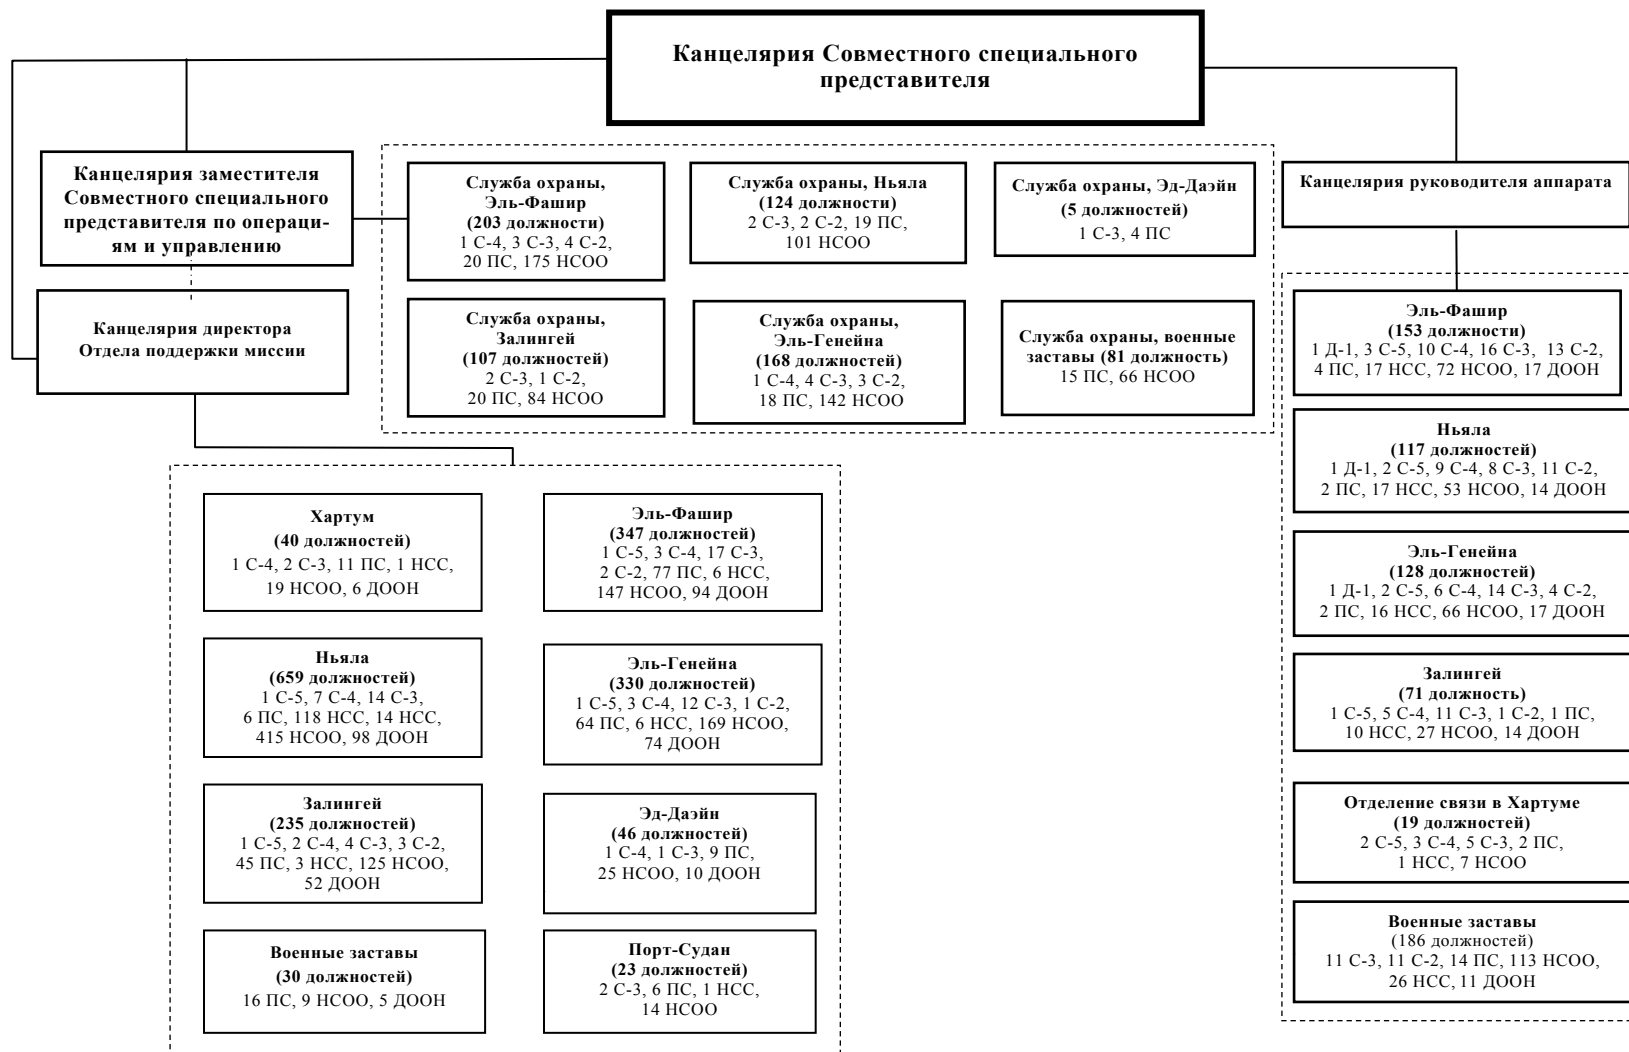 Канцелярия Совместного специального
представителя
Канцелярия заместителя
Совместного специального
представителя по операци-
ям и управлению
Канцелярия директора
Отдела поддержки миссии
Служба охраны,
Эль-Фашир
(203 должности)
1 С-4, 3 С-3, 4 С-2,
20 ПС, 175 НСОО
Служба охраны, Ньяла
(124 должности)
2 С-3, 2 С-2, 19 ПС,
101 НСОО
Служба охраны, Эд-Даэйн
(5 должностей)
1 С-3, 4 ПС
Служба охраны,
Залингей
(107 должностей)
2 С-3, 1 С-2,
20 ПС, 84 НСОО
Служба охраны,
Эль-Генейна
(168 должностей)
1 С-4, 4 С-3, 3 С-2,
18 ПС, 142 НСОО
Служба охраны, военные
заставы (81 должность)
15 ПС, 66 НСОО
Канцелярия руководителя аппарата
Эль-Фашир
(153 должности)
1 Д-1, 3 С-5, 10 С-4, 16 С-3, 13 С-2,
4 ПС, 17 НСС, 72 НСОО, 17 ДООН
Ньяла
(117 должностей)
1 Д-1, 2 С-5, 9 С-4, 8 С-3, 11 С-2,
2 ПС, 17 НСС, 53 НСОО, 14 ДООН
Эль-Генейна
(128 должностей)
1 Д-1, 2 С-5, 6 С-4, 14 С-3, 4 С-2,
2 ПС, 16 НСС, 66 НСОО, 17 ДООН
Залингей
(71 должность)
1 С-5, 5 С-4, 11 С-3, 1 С-2, 1 ПС,
10 НСС, 27 НСОО, 14 ДООН
Отделение связи в Хартуме
(19 должностей)
2 С-5, 3 С-4, 5 С-3, 2 ПС,
1 НСС, 7 НСОО
Военные заставы
(186 должностей)
11 С-3, 11 С-2, 14 ПС, 113 НСОО,
26 НСС, 11 ДООН
Хартум
(40 должностей)
1 С-4, 2 С-3, 11 ПС, 1 НСС,
19 НСОО, 6 ДООН
Эль-Фашир
(347 должностей)
1 С-5, 3 С-4, 17 С-3,
2 С-2, 77 ПС, 6 НСС,
147 НСОО, 94 ДООН
Ньяла
(659 должностей)
1 С-5, 7 С-4, 14 С-3,
6 ПС, 118 НСС, 14 НСС,
415 НСОО, 98 ДООН
Эль-Генейна
(330 должностей)
1 С-5, 3 С-4, 12 С-3, 1 С-2,
64 ПС, 6 НСС, 169 НСОО,
74 ДООН
Залингей
(235 должностей)
1 С-5, 2 С-4, 4 С-3, 3 С-2,
45 ПС, 3 НСС, 125 НСОО,
52 ДООН
Эд-Даэйн
(46 должностей)
1 С-4, 1 С-3, 9 ПС,
25 НСОО, 10 ДООН
Военные заставы
(30 должностей)
16 ПС, 9 НСОО, 5 ДООН
Порт-Судан
(23 должностей)
2 С-3, 6 ПС, 1 НСС,
14 НСОО